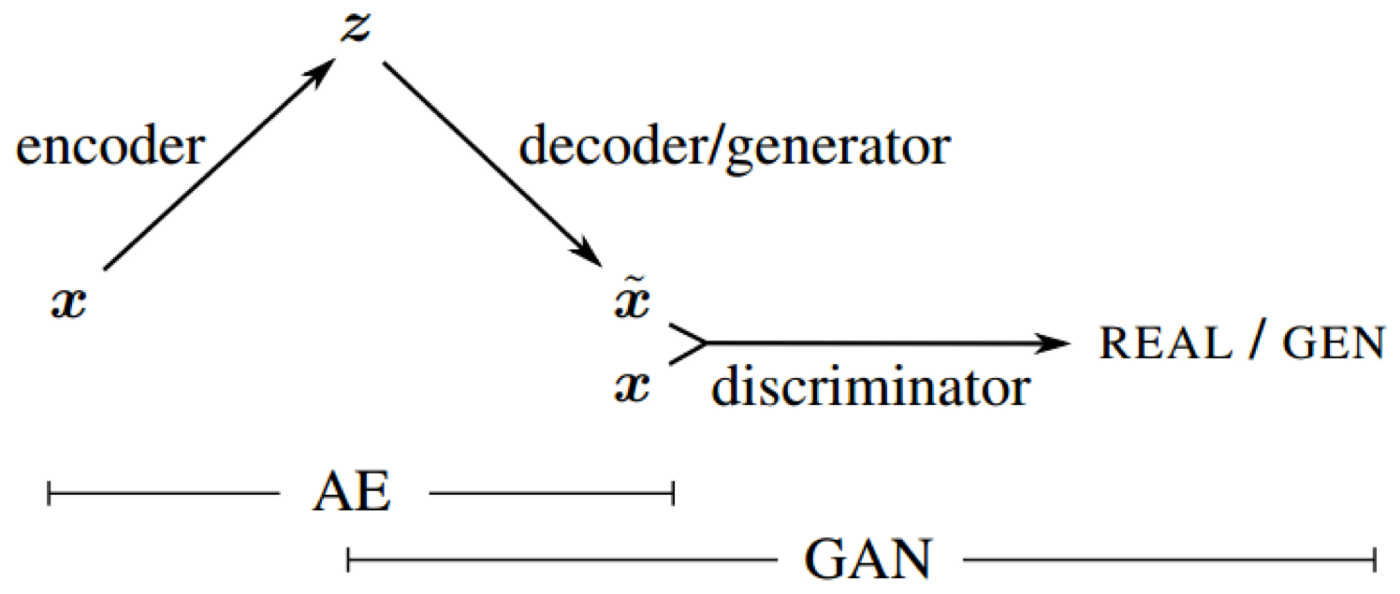 z
encoder
decoder/generator
x
x̃
x
discriminator
REAL / GEN
AE
GAN